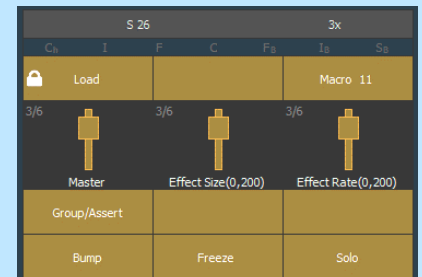 S 26 3x
Ch I F C FB IB SB
Load Macro 11
3/6 3/6 3/6
Master Effect Size(0,200) Effect Rate(0,200)
Group/Assert
Bump Freeze Solo